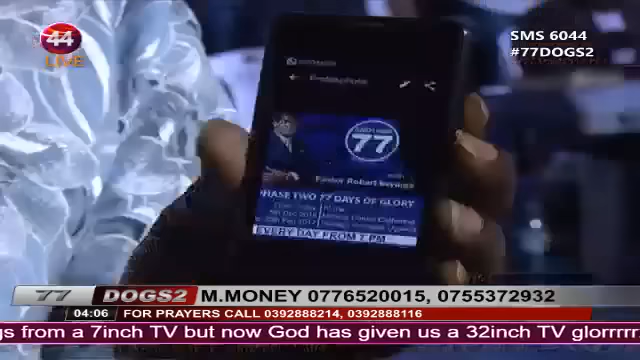 44
LIVE
SMS 6044
#77DOGS2
77
Pastor Robert
PHASE TWO 77 DAYS OF GLORY
EVERY DAY FROM 7 PM
77 DOGS2 M.MONEY 0776520015, 0755372932
04:06 FOR PRAYERS CALL 0392888214, 0392888116
gs from a 7inch TV but now God has given us a 32inch TV glorrrrr